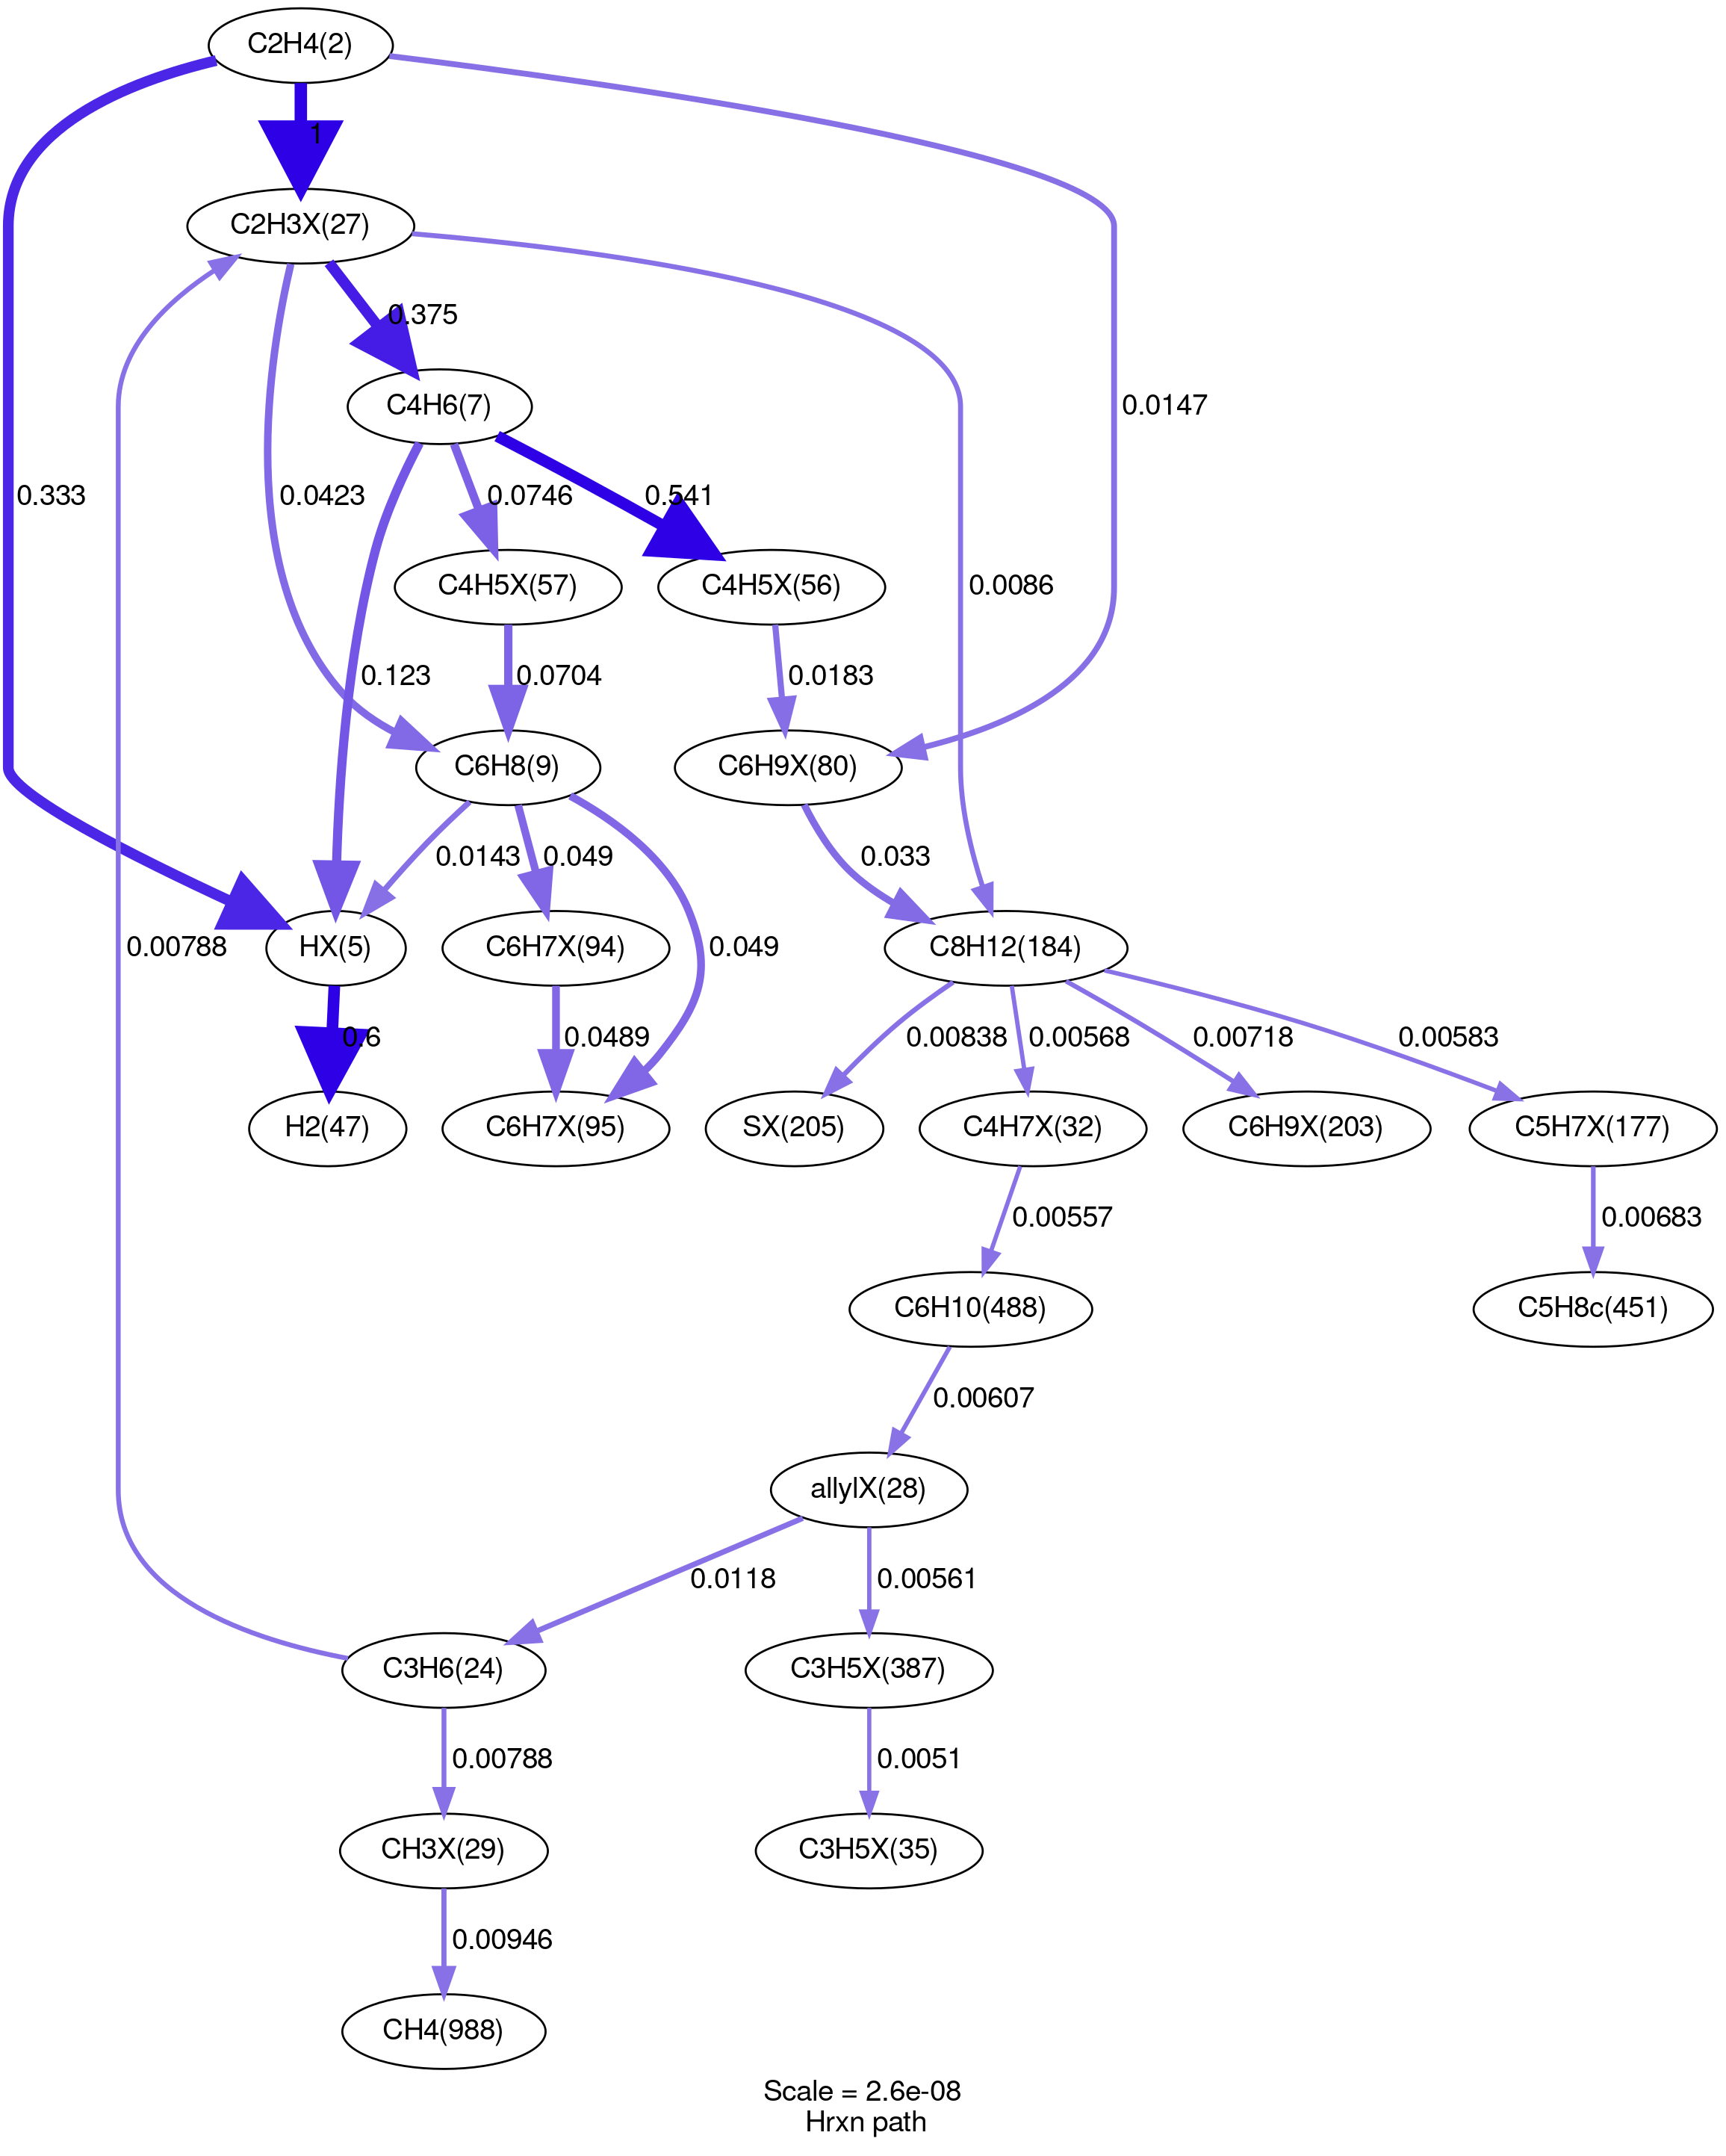 C2H4(2)
1
C2H3X(27)
0.375
C4H6(7)
0.0147
0.333
0.0423
0.0746
0.541
C4H5X(57)
C4H5X(56)
0.0086
0.123
0.0704
0.0183
C6H8(9)
C6H9X(80)
0.0143
0.049
0.033
0.00788
HX(5)
C6H7X(94)
0.049
C8H12(184)
0.6
0.0489
0.00838
0.00568
0.00718
0.00583
H2(47)
C6H7X(95)
SX(205)
C4H7X(32)
C6H9X(203)
C5H7X(177)
0.00557
0.00683
C6H10(488)
C5H8c(451)
0.00607
allylX(28)
0.0118
0.00561
C3H6(24)
C3H5X(387)
0.00788
0.0051
CH3X(29)
C3H5X(35)
0.00946
CH4(988)
Scale = 2.6e-08
Hrxn path